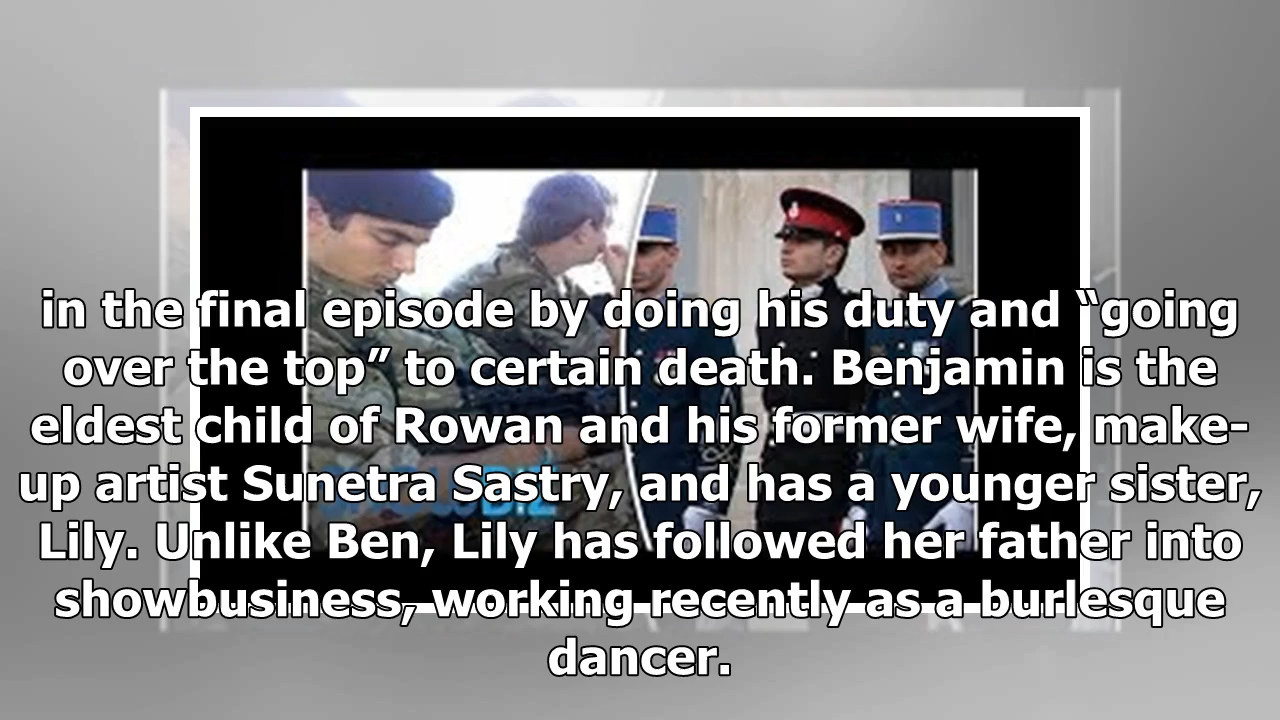 in the final episode by doing his duty and “going
over the top” to certain death. Benjamin is the
eldest child of Rowan and his former wife, make-
up artist Sunetra Sastry, and has a younger sister,
Lily. Unlike Ben, Lily has followed her father into
showbusiness, working recently as a burlesque
dancer.
SHOWBIZ